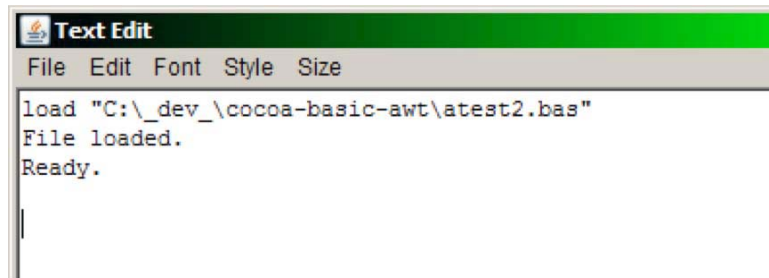 Text Edit
File Edit Font Style Size
load "C:\_dev_\cocoa-basic-awt\atest2.bas"
File loaded.
Ready.